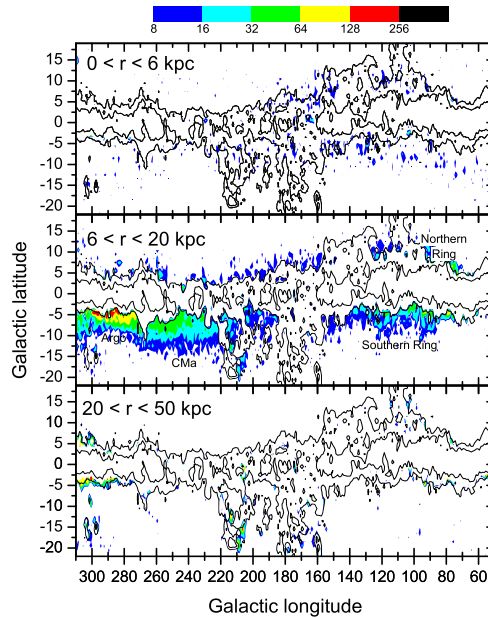 8 16 32 64 128 256
0 < r < 6 kpc
15
10
5
0
-5
-10
-15
-20
6 < r < 20 kpc
Northern
Ring
15
10
5
0
-5
-10
-15
-20
Argo
CMa
Southern Ring
20 < r < 50 kpc
15
10
5
0
-5
-10
-15
-20
Galactic latitude
300 280 260 240 220 200 180 160 140 120 100 80 60
Galactic longitude